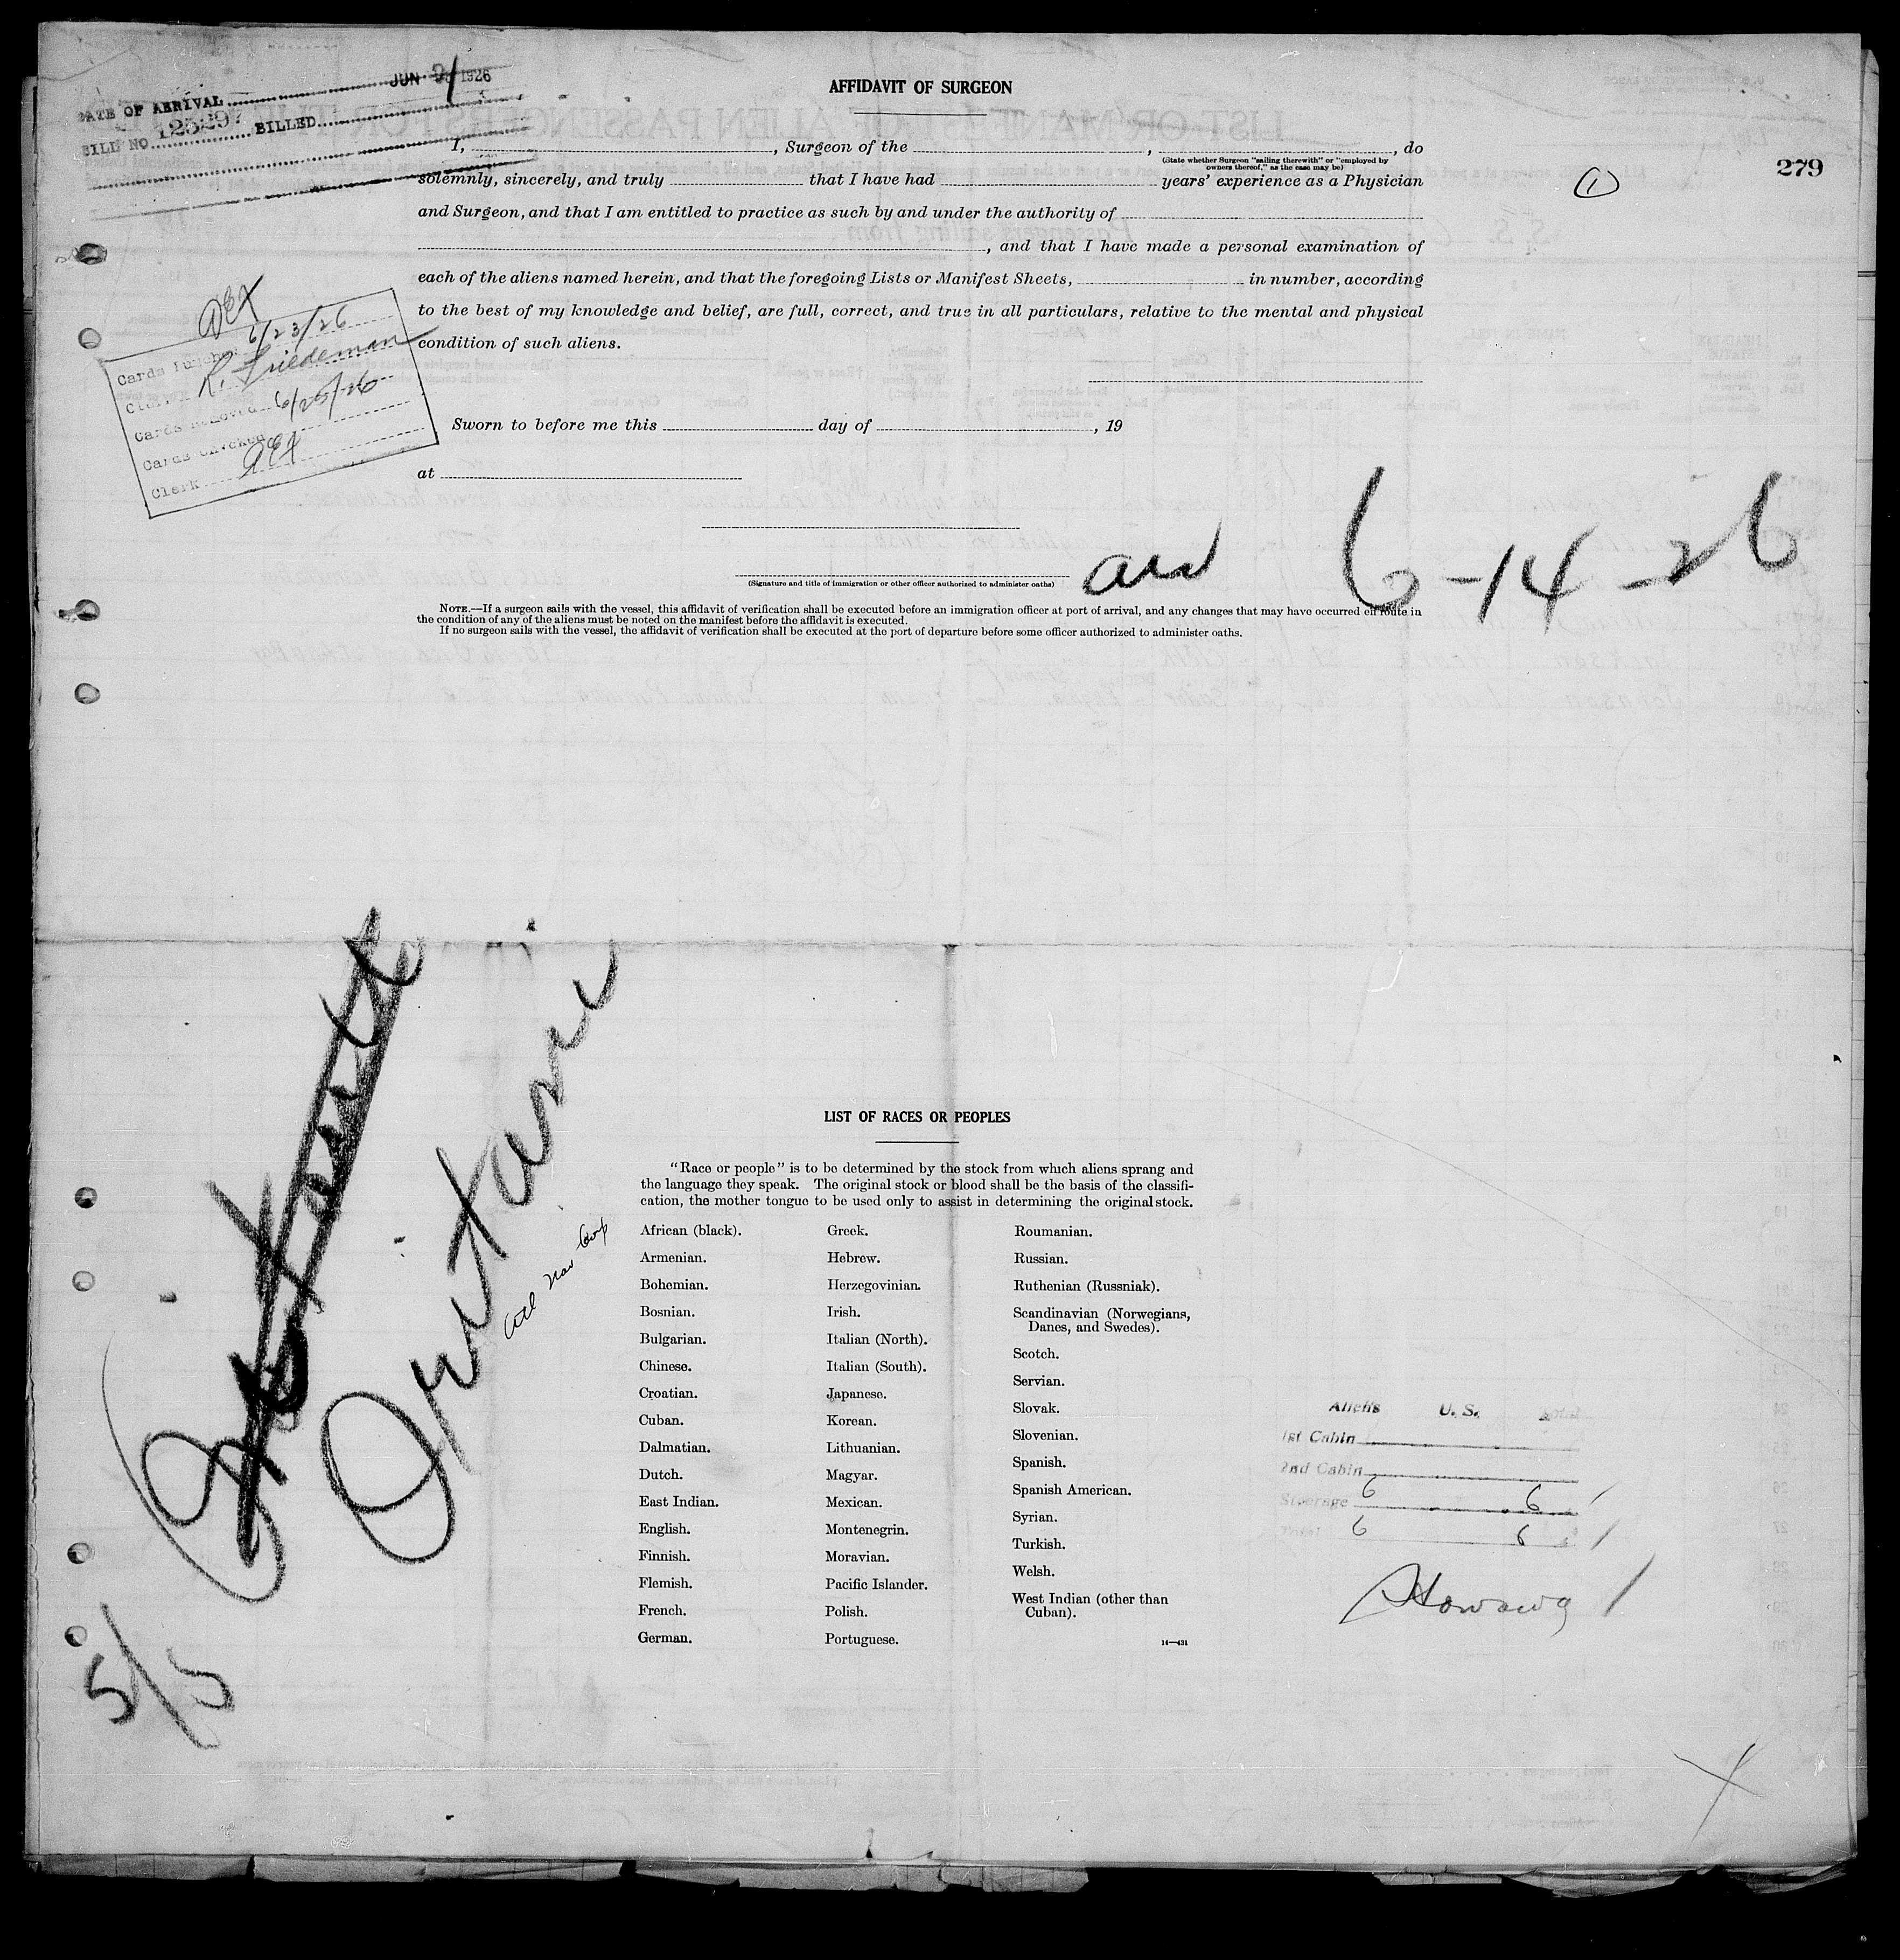 JUN 1926
DATE OF ARRIVAL
BILL NO. 125297 BILLED
AFFIDAVIT OF SURGEON
279
1
I, , Surgeon of the , , do
(State whether Surgeon "sailing therewith" or "employed by
owners thereof," as the case may be)
solemnly, sincerely, and truly that I have had years' experience as a Physician
and Surgeon, and that I am entitled to practice as such by and under the authority of
, and that I have made a personal examination of
each of the aliens named herein, and that the foregoing Lists or Manifest Sheets, in number, according
to the best of my knowledge and belief, are full, correct, and true in all particulars, relative to the mental and physical
condition of such aliens.
Sworn to before me this day of , 19
at
6/23/26
Cards Punched
Clerk R. Friedeman
Cards Removed 6/25/26
Cards Checked
Clerk
(Signature and title of immigration or other officer authorized to administer oaths)
6-14-26
NOTE.—If a surgeon sails with the vessel, this affidavit of verification shall be executed before an immigration officer at port of arrival, and any changes that may have occurred en route in
the condition of any of the aliens must be noted on the manifest before the affidavit is executed.
If no surgeon sails with the vessel, the affidavit of verification shall be executed at the port of departure before some officer authorized to administer oaths.
5/5
LIST OF RACES OR PEOPLES
"Race or people" is to be determined by the stock from which aliens sprang and
the language they speak. The original stock or blood shall be the basis of the classifi-
cation, the mother tongue to be used only to assist in determining the original stock.
African (black).
Armenian.
Bohemian.
Bosnian.
Bulgarian.
Chinese.
Croatian.
Cuban.
Dalmatian.
Dutch.
East Indian.
English.
Finnish.
Flemish.
French.
German.
Greek.
Hebrew.
Herzegovinian.
Irish.
Italian (North).
Italian (South).
Japanese.
Korean.
Lithuanian.
Magyar.
Mexican.
Montenegrin.
Moravian.
Pacific Islander.
Polish.
Portuguese.
Roumanian.
Russian.
Ruthenian (Russniak).
Scandinavian (Norwegians,
Danes, and Swedes).
Scotch.
Servian.
Slovak.
Slovenian.
Spanish.
Spanish American.
Syrian.
Turkish.
Welsh.
West Indian (other than
Cuban).
14—431
Aliens U. S. Total
1st Cabin
2nd Cabin
Steerage 6 6
Total 6 6